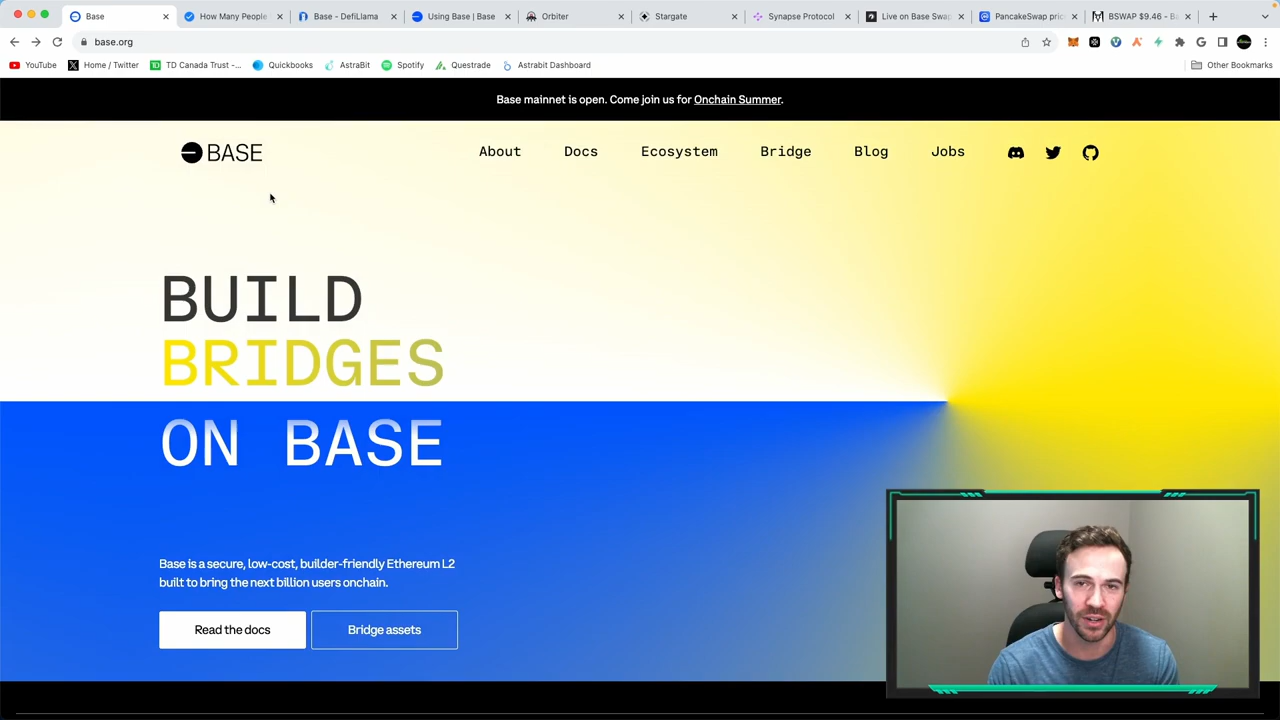 Base
How Many People
Base - DefiLlama
Using Base | Base
Orbiter
Stargate
Synapse Protocol
Live on Base Swap
PancakeSwap pric
BSWAP $9.46 - Ba
base.org
YouTube
Home / Twitter
TD Canada Trust -...
Quickbooks
AstraBit
Spotify
Questrade
Astrabit Dashboard
Other Bookmarks
Base mainnet is open. Come join us for Onchain Summer.
BASE
About
Docs
Ecosystem
Bridge
Blog
Jobs
BUILD
BRIDGES
ON BASE
Base is a secure, low-cost, builder-friendly Ethereum L2
built to bring the next billion users onchain.
Read the docs
Bridge assets